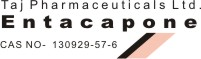 Taj Pharmaceuticals Ltd.
Entacapone
CAS NO- 130929-57-6